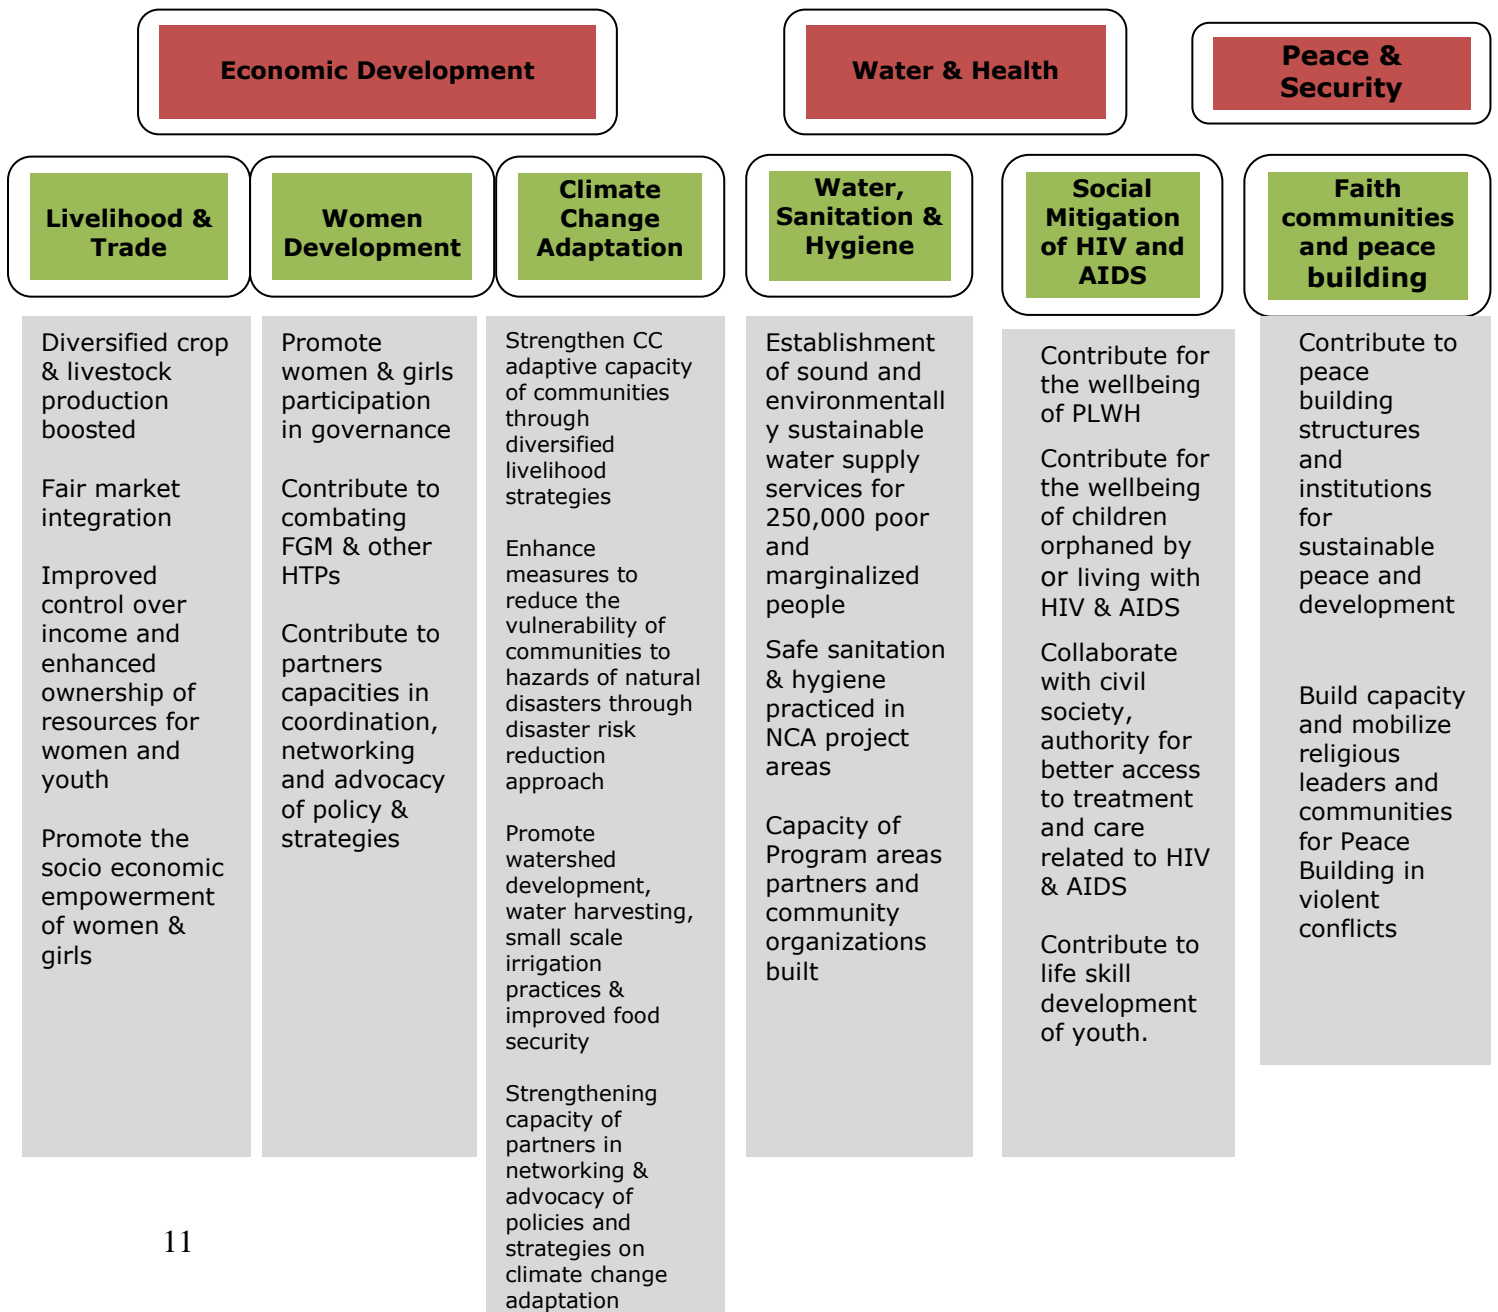 Economic Development
Water & Health
Peace &
Security
Livelihood &
Trade
Women
Development
Climate
Change
Adaptation
Water,
Sanitation &
Hygiene
Social
Mitigation
of HIV and
AIDS
Faith
communities
and peace
building
Diversified crop
& livestock
production
boosted
Fair market
integration
Improved
control over
income and
enhanced
ownership of
resources for
women and
youth
Promote the
socio economic
empowerment
of women &
girls
Promote
women & girls
participation
in governance
Contribute to
combating
FGM & other
HTPs
Contribute to
partners
capacities in
coordination,
networking
and advocacy
of policy &
strategies
Strengthen CC
adaptive capacity
of communities
through
diversified
livelihood
strategies
Enhance
measures to
reduce the
vulnerability of
communities to
hazards of natural
disasters through
disaster risk
reduction
approach
Promote
watershed
development,
water harvesting,
small scale
irrigation
practices &
improved food
security
Strengthening
capacity of
partners in
networking &
advocacy of
policies and
strategies on
climate change
adaptation
Establishment
of sound and
environmentall
y sustainable
water supply
services for
250,000 poor
and
marginalized
people
Safe sanitation
& hygiene
practiced in
NCA project
areas
Capacity of
Program areas
partners and
community
organizations
built
Contribute for
the wellbeing
of PLWH
Contribute for
the wellbeing
of children
orphaned by
or living with
HIV & AIDS
Collaborate
with civil
society,
authority for
better access
to treatment
and care
related to HIV
& AIDS
Contribute to
life skill
development
of youth.
Contribute to
peace
building
structures
and
institutions
for
sustainable
peace and
development
Build capacity
and mobilize
religious
leaders and
communities
for Peace
Building in
violent
conflicts
11